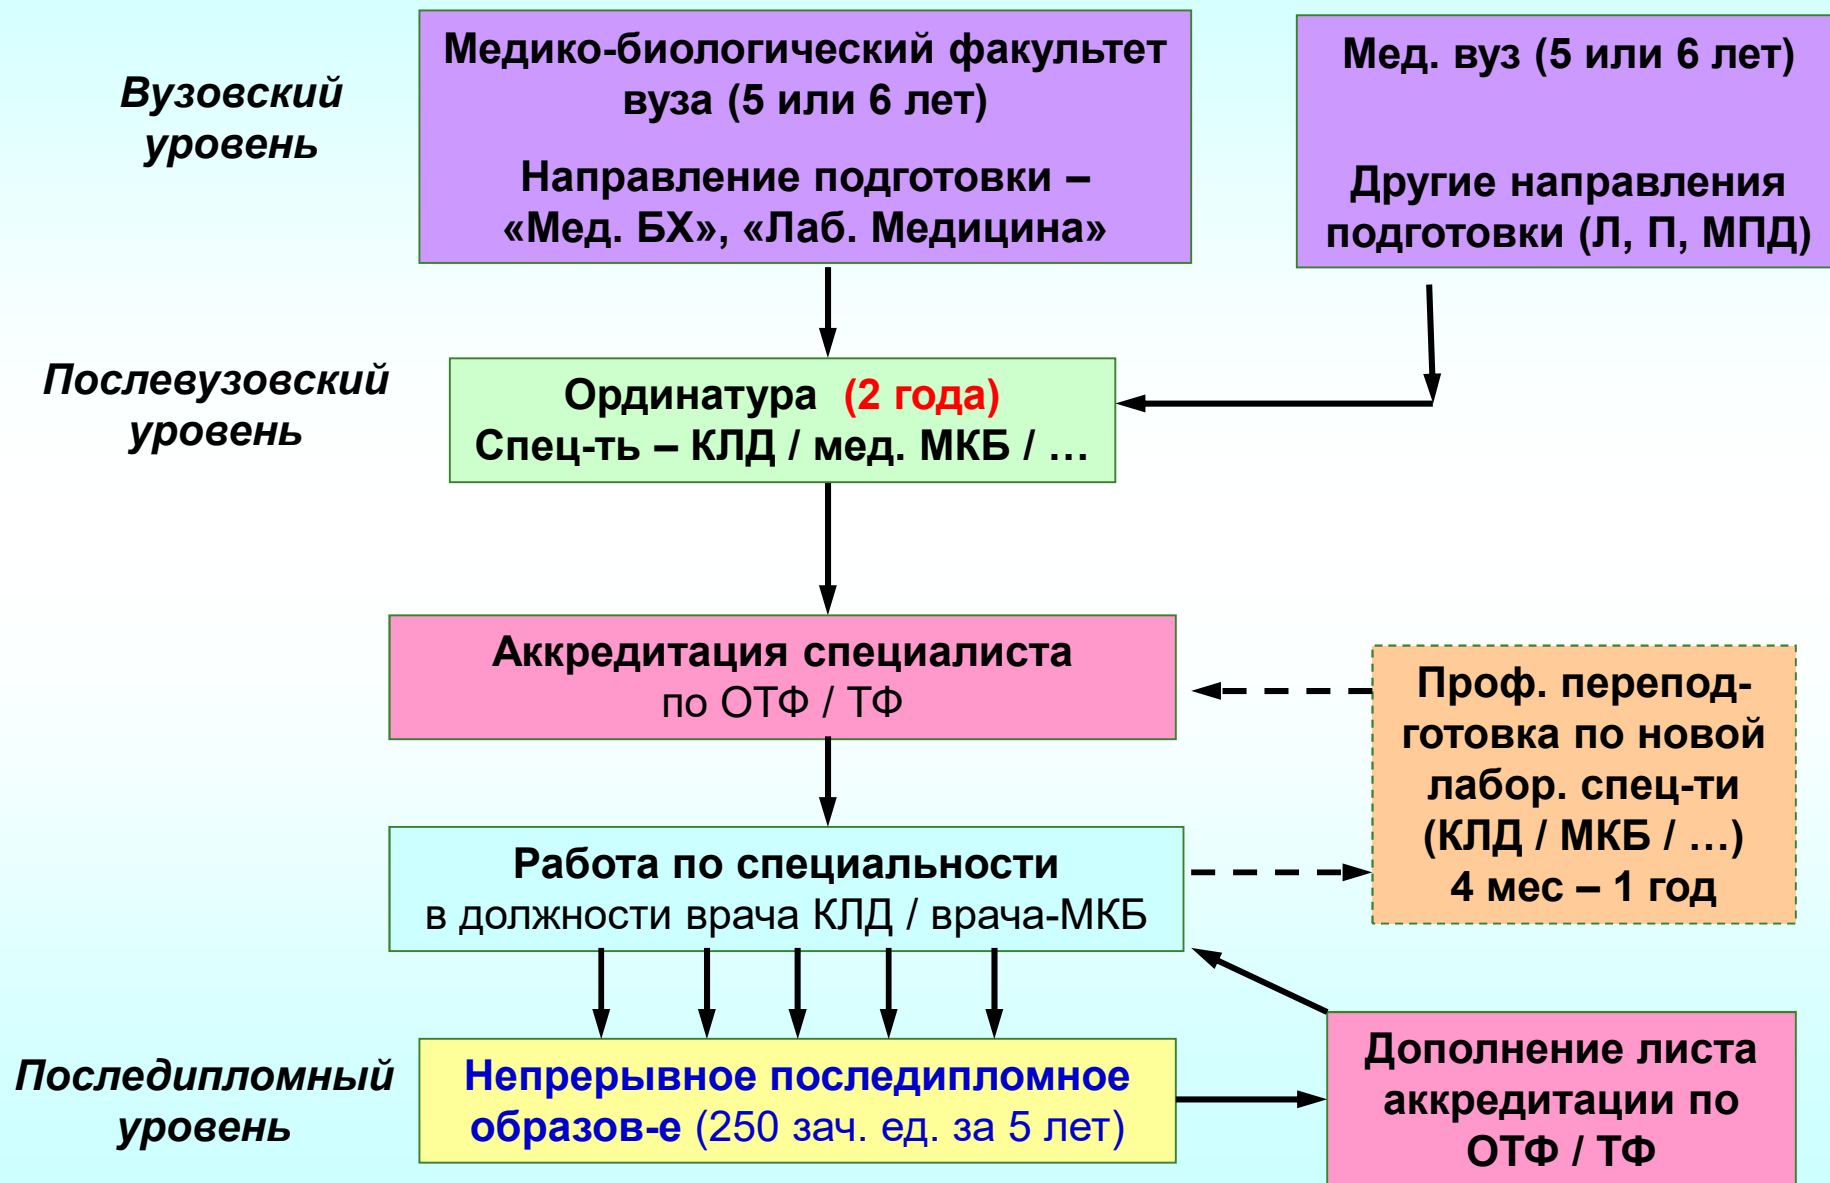 Вузовский
уровень
Медико-биологический факультет
вуза (5 или 6 лет)
Направление подготовки –
«Мед. БХ», «Лаб. Медицина»
Мед. вуз (5 или 6 лет)
Другие направления
подготовки (Л, П, МПД)
Послевузовский
уровень
Ординатура (2 года)
Спец-ть – КЛД / мед. МКБ / …
Аккредитация специалиста
по ОТФ / ТФ
Проф. перепод-
готовка по новой
лабор. спец-ти
(КЛД / МКБ / …)
4 мес – 1 год
Работа по специальности
в должности врача КЛД / врача-МКБ
Последипломный
уровень
Непрерывное последипломное
образов-е (250 зач. ед. за 5 лет)
Дополнение листа
аккредитации по
ОТФ / ТФ